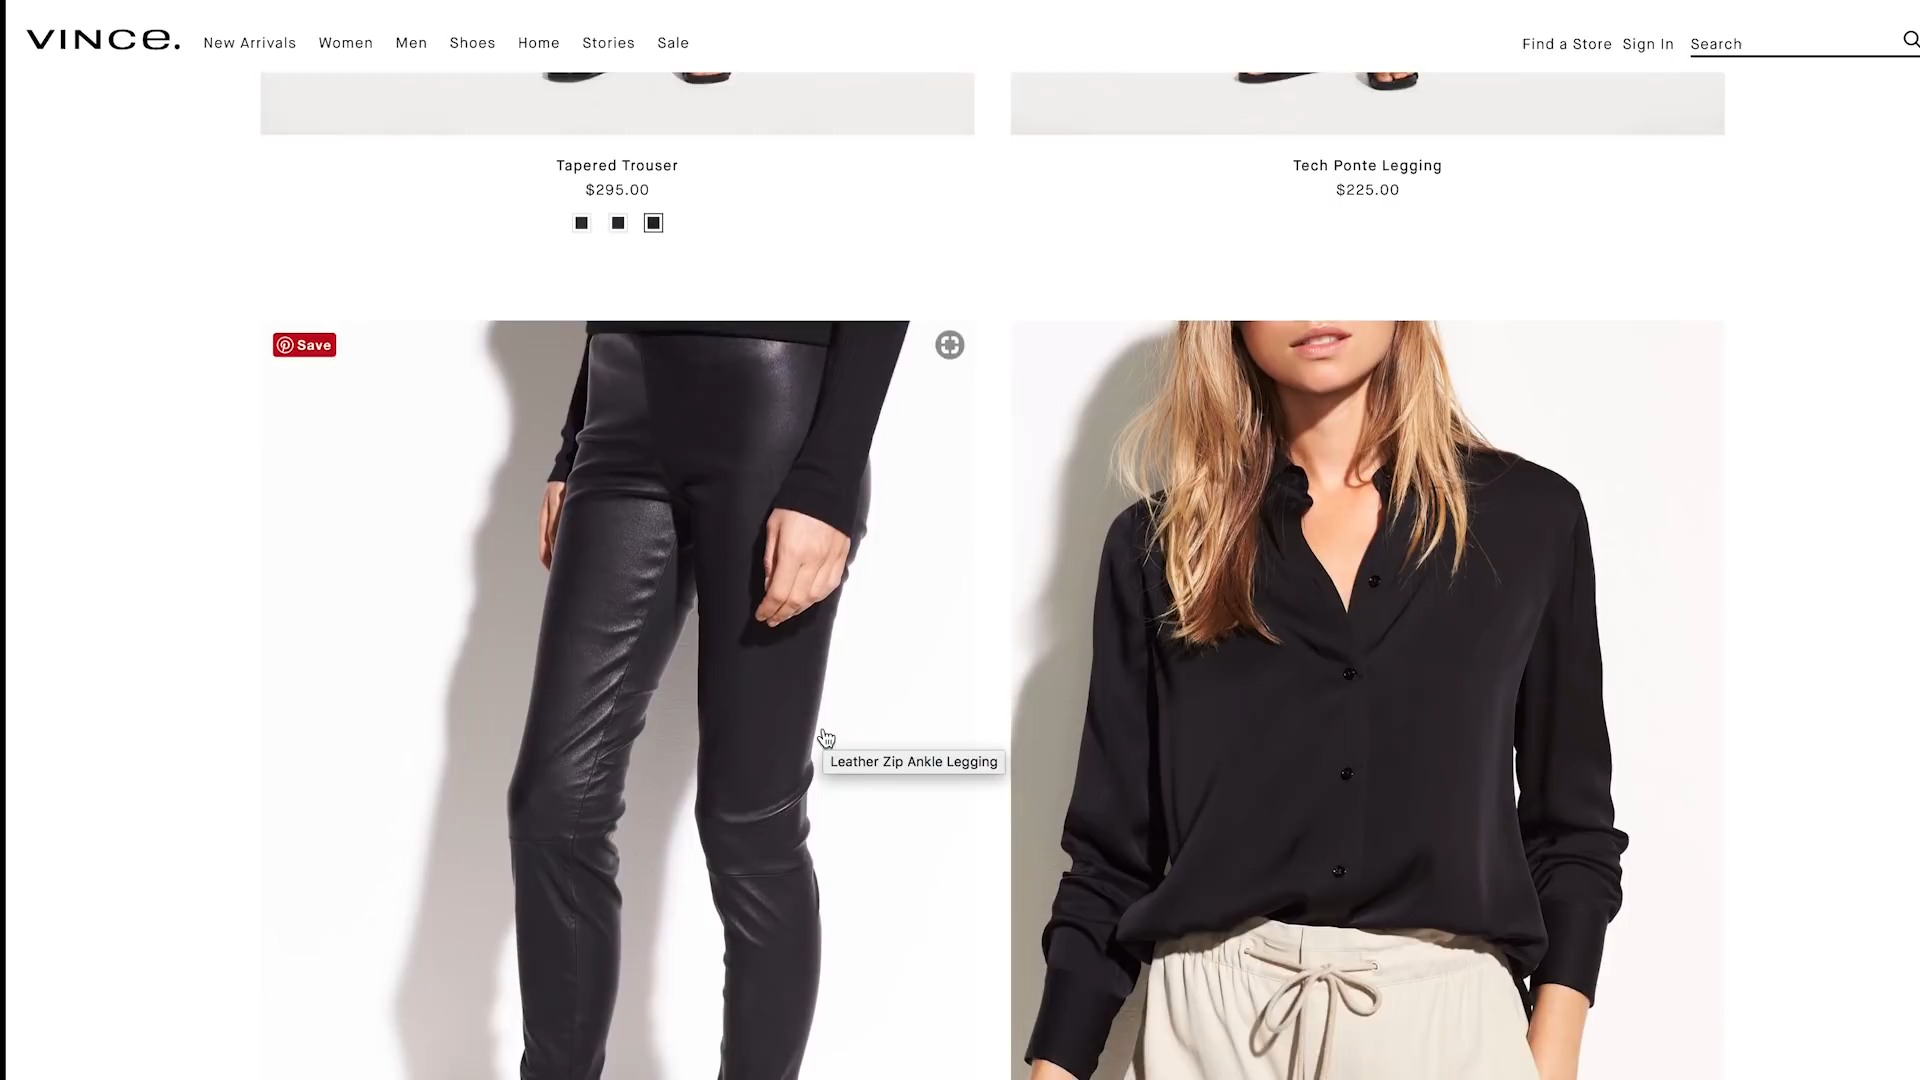 VINCE.
New Arrivals Women Men Shoes Home Stories Sale
Find a Store Sign In Search
Tapered Trouser
$295.00
Tech Ponte Legging
$225.00
Save
Leather Zip Ankle Legging